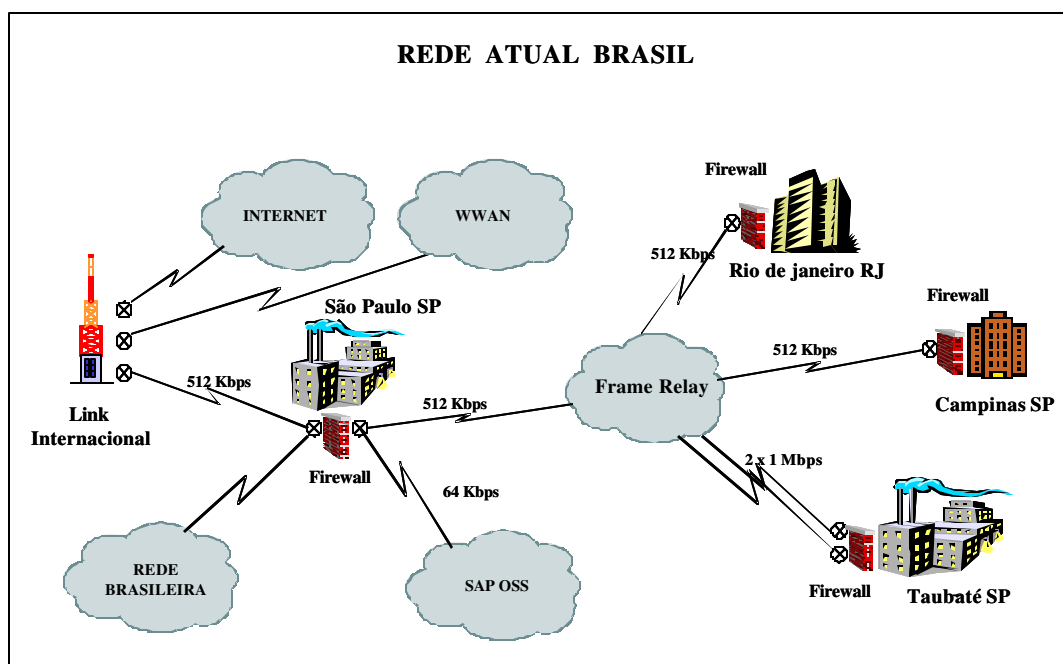 REDE ATUAL BRASIL
Firewall
INTERNET
WWAN
512 Kbps
Rio de janeiro RJ
Firewall
São Paulo SP
512 Kbps
Frame Relay
512 Kbps
512 Kbps
Link
Internacional
Campinas SP
Firewall
2 x 1 Mbps
64 Kbps
REDE
BRASILEIRA
SAP OSS
Firewall
Taubaté SP